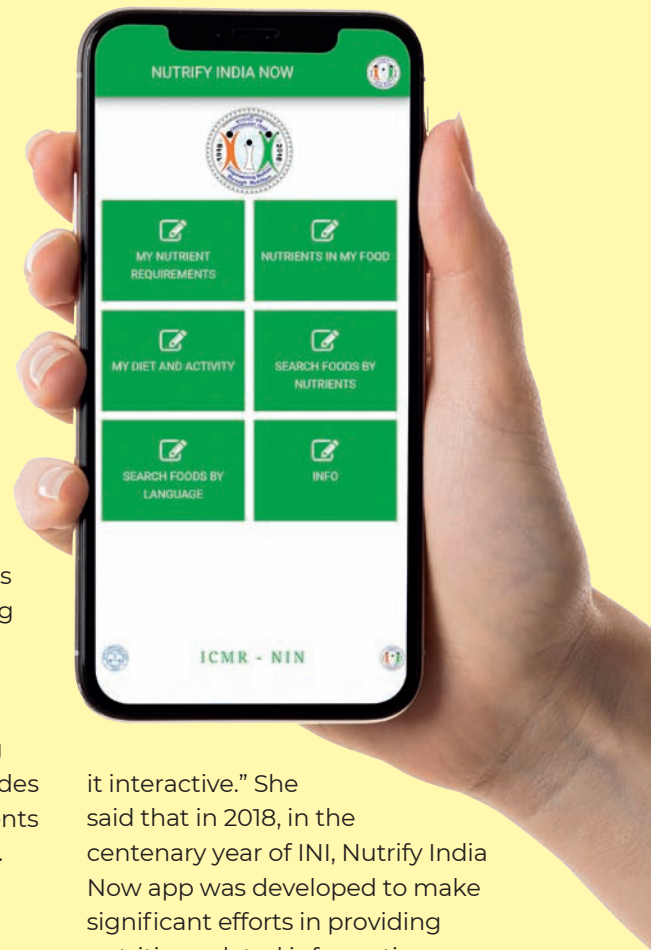 NUTRIFY INDIA NOW
2018
MY NUTRIENT
REQUIREMENTS
NUTRIENTS IN MY FOOD
MY DIET AND ACTIVITY
SEARCH FOODS BY
NUTRIENTS
SEARCH FOODS BY
LANGUAGE
INFO
ICMR - NIN
it interactive.” She
said that in 2018, in the
centenary year of INI, Nutrify India
Now app was developed to make
significant efforts in providing